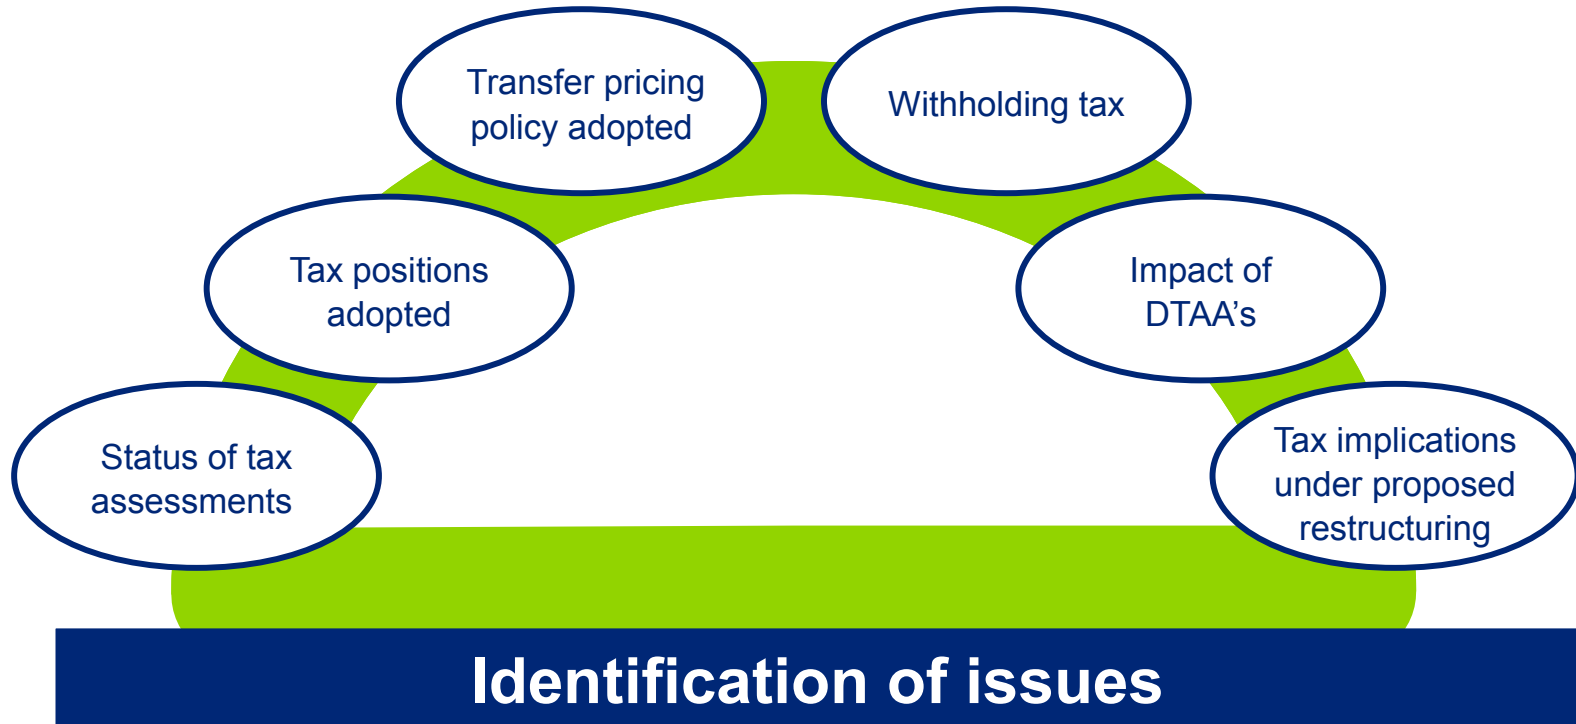 Transfer pricing
policy adopted
Withholding tax
Tax positions
adopted
Impact of
DTAA’s
Status of tax
assessments
Tax implications
under proposed
restructuring
Identification of issues